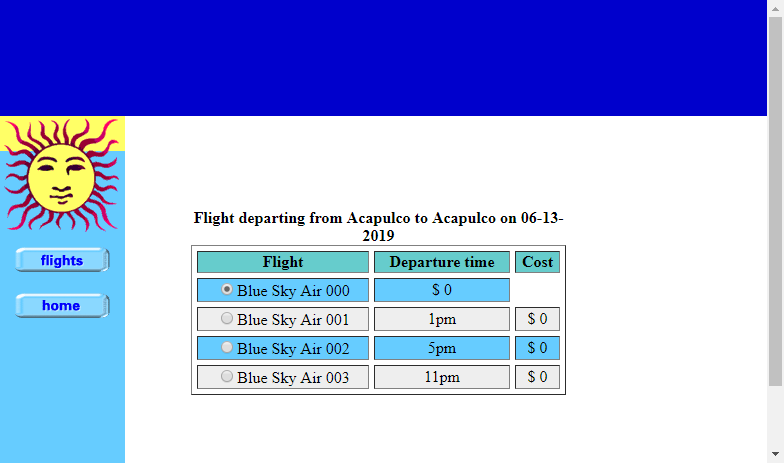 Flight departing from Acapulco to Acapulco on 06-13-
2019
Flight Departure time Cost
Blue Sky Air 000 $ 0
Blue Sky Air 001 1pm $ 0
Blue Sky Air 002 5pm $ 0
Blue Sky Air 003 11pm $ 0
flights
home